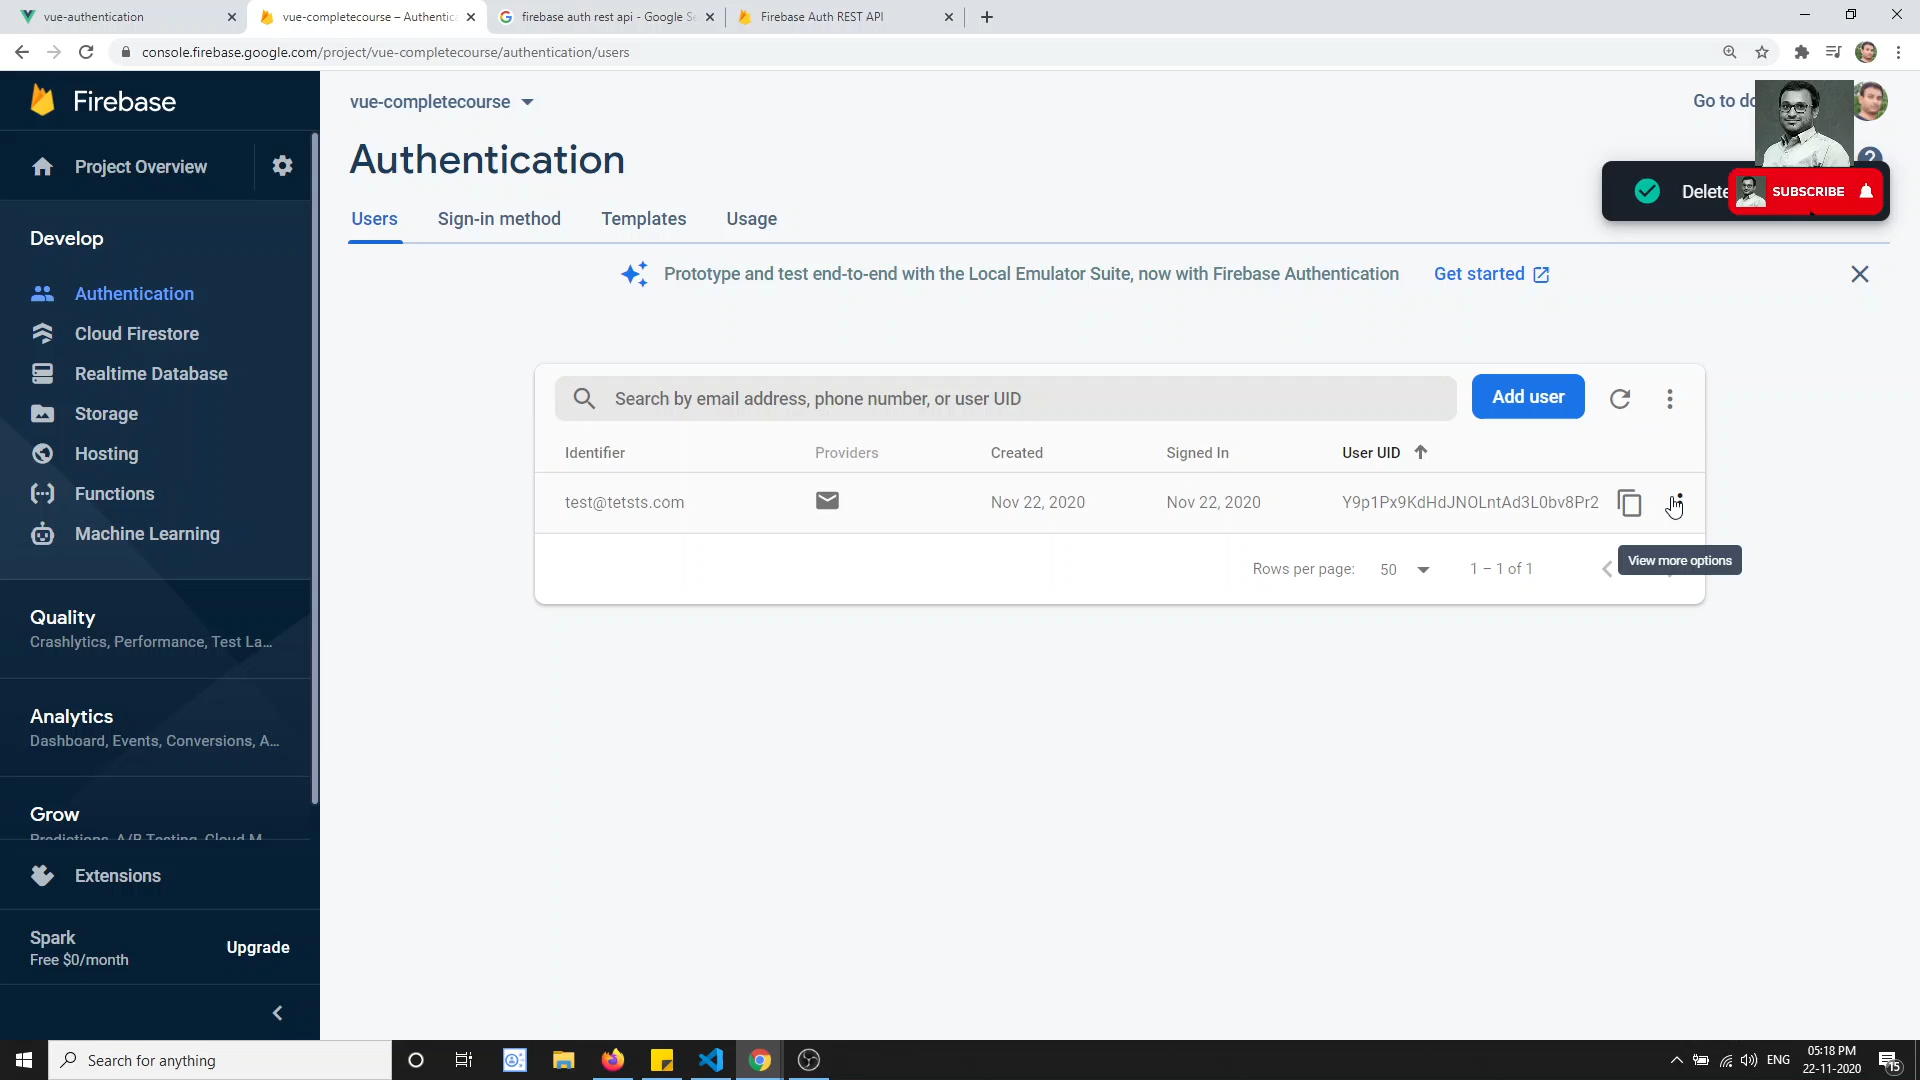 vue-authentication
vue-completecourse – Authentica
firebase auth rest api - Google Se
Firebase Auth REST API
console.firebase.google.com/project/vue-completecourse/authentication/users
Firebase
vue-completecourse
Go to do
Project Overview
Authentication
Delete
SUBSCRIBE
Users
Sign-in method
Templates
Usage
Develop
Prototype and test end-to-end with the Local Emulator Suite, now with Firebase Authentication
Get started
Authentication
Cloud Firestore
Realtime Database
Storage
Hosting
Functions
Machine Learning
Search by email address, phone number, or user UID
Add user
Identifier
Providers
Created
Signed In
User UID
test@tetsts.com
Nov 22, 2020
Nov 22, 2020
Y9p1Px9KdHdJNOLntAd3L0bv8Pr2
View more options
Rows per page:
50
1 – 1 of 1
Quality
Crashlytics, Performance, Test La...
Analytics
Dashboard, Events, Conversions, A...
Grow
Predictions, A/B Testing, Cloud M
Extensions
Spark
Free $0/month
Upgrade
Search for anything
ENG
05:18 PM
22-11-2020
15